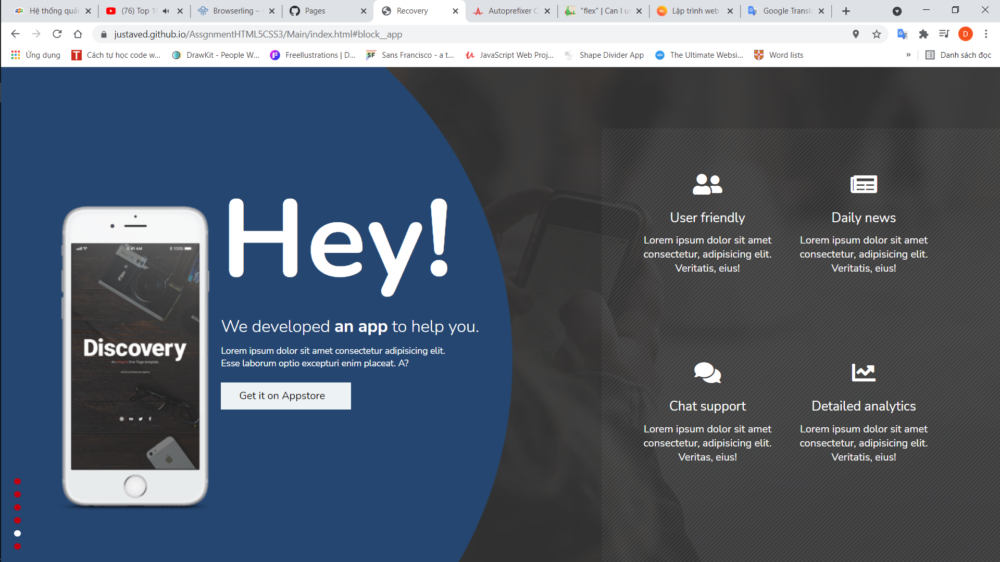 Hệ thống quản
(76) Top 1
Browserling –
Pages
Recovery
Autoprefixer C
"flex" | Can I u
Lập trình web
Google Transla
justaved.github.io/AssgnmentHTML5CSS3/Main/index.html#block__app
D
Ứng dụng
Cách tự học code w...
DrawKit - People W...
Freellustrations | D...
SF
Sans Francisco - a t...
JavaScript Web Proj...
Shape Divider App
The Ultimate Websi...
Word lists
»
Danh sách đọc
Hey!
We developed an app to help you.
Lorem ipsum dolor sit amet consectetur adipisicing elit.
Esse laborum optio excepturi enim placeat. A?
Get it on Appstore
9:41 AM
100%
Discovery
An elegant One Page template.
User friendly
Lorem ipsum dolor sit amet
consectetur, adipisicing elit.
Veritatis, eius!
Daily news
Lorem ipsum dolor sit amet
consectetur, adipisicing elit.
Veritatis, eius!
Chat support
Lorem ipsum dolor sit amet
consectetur, adipisicing elit.
Veritas, eius!
Detailed analytics
Lorem ipsum dolor sit amet
consectetur, adipisicing elit.
Veritatis, eius!